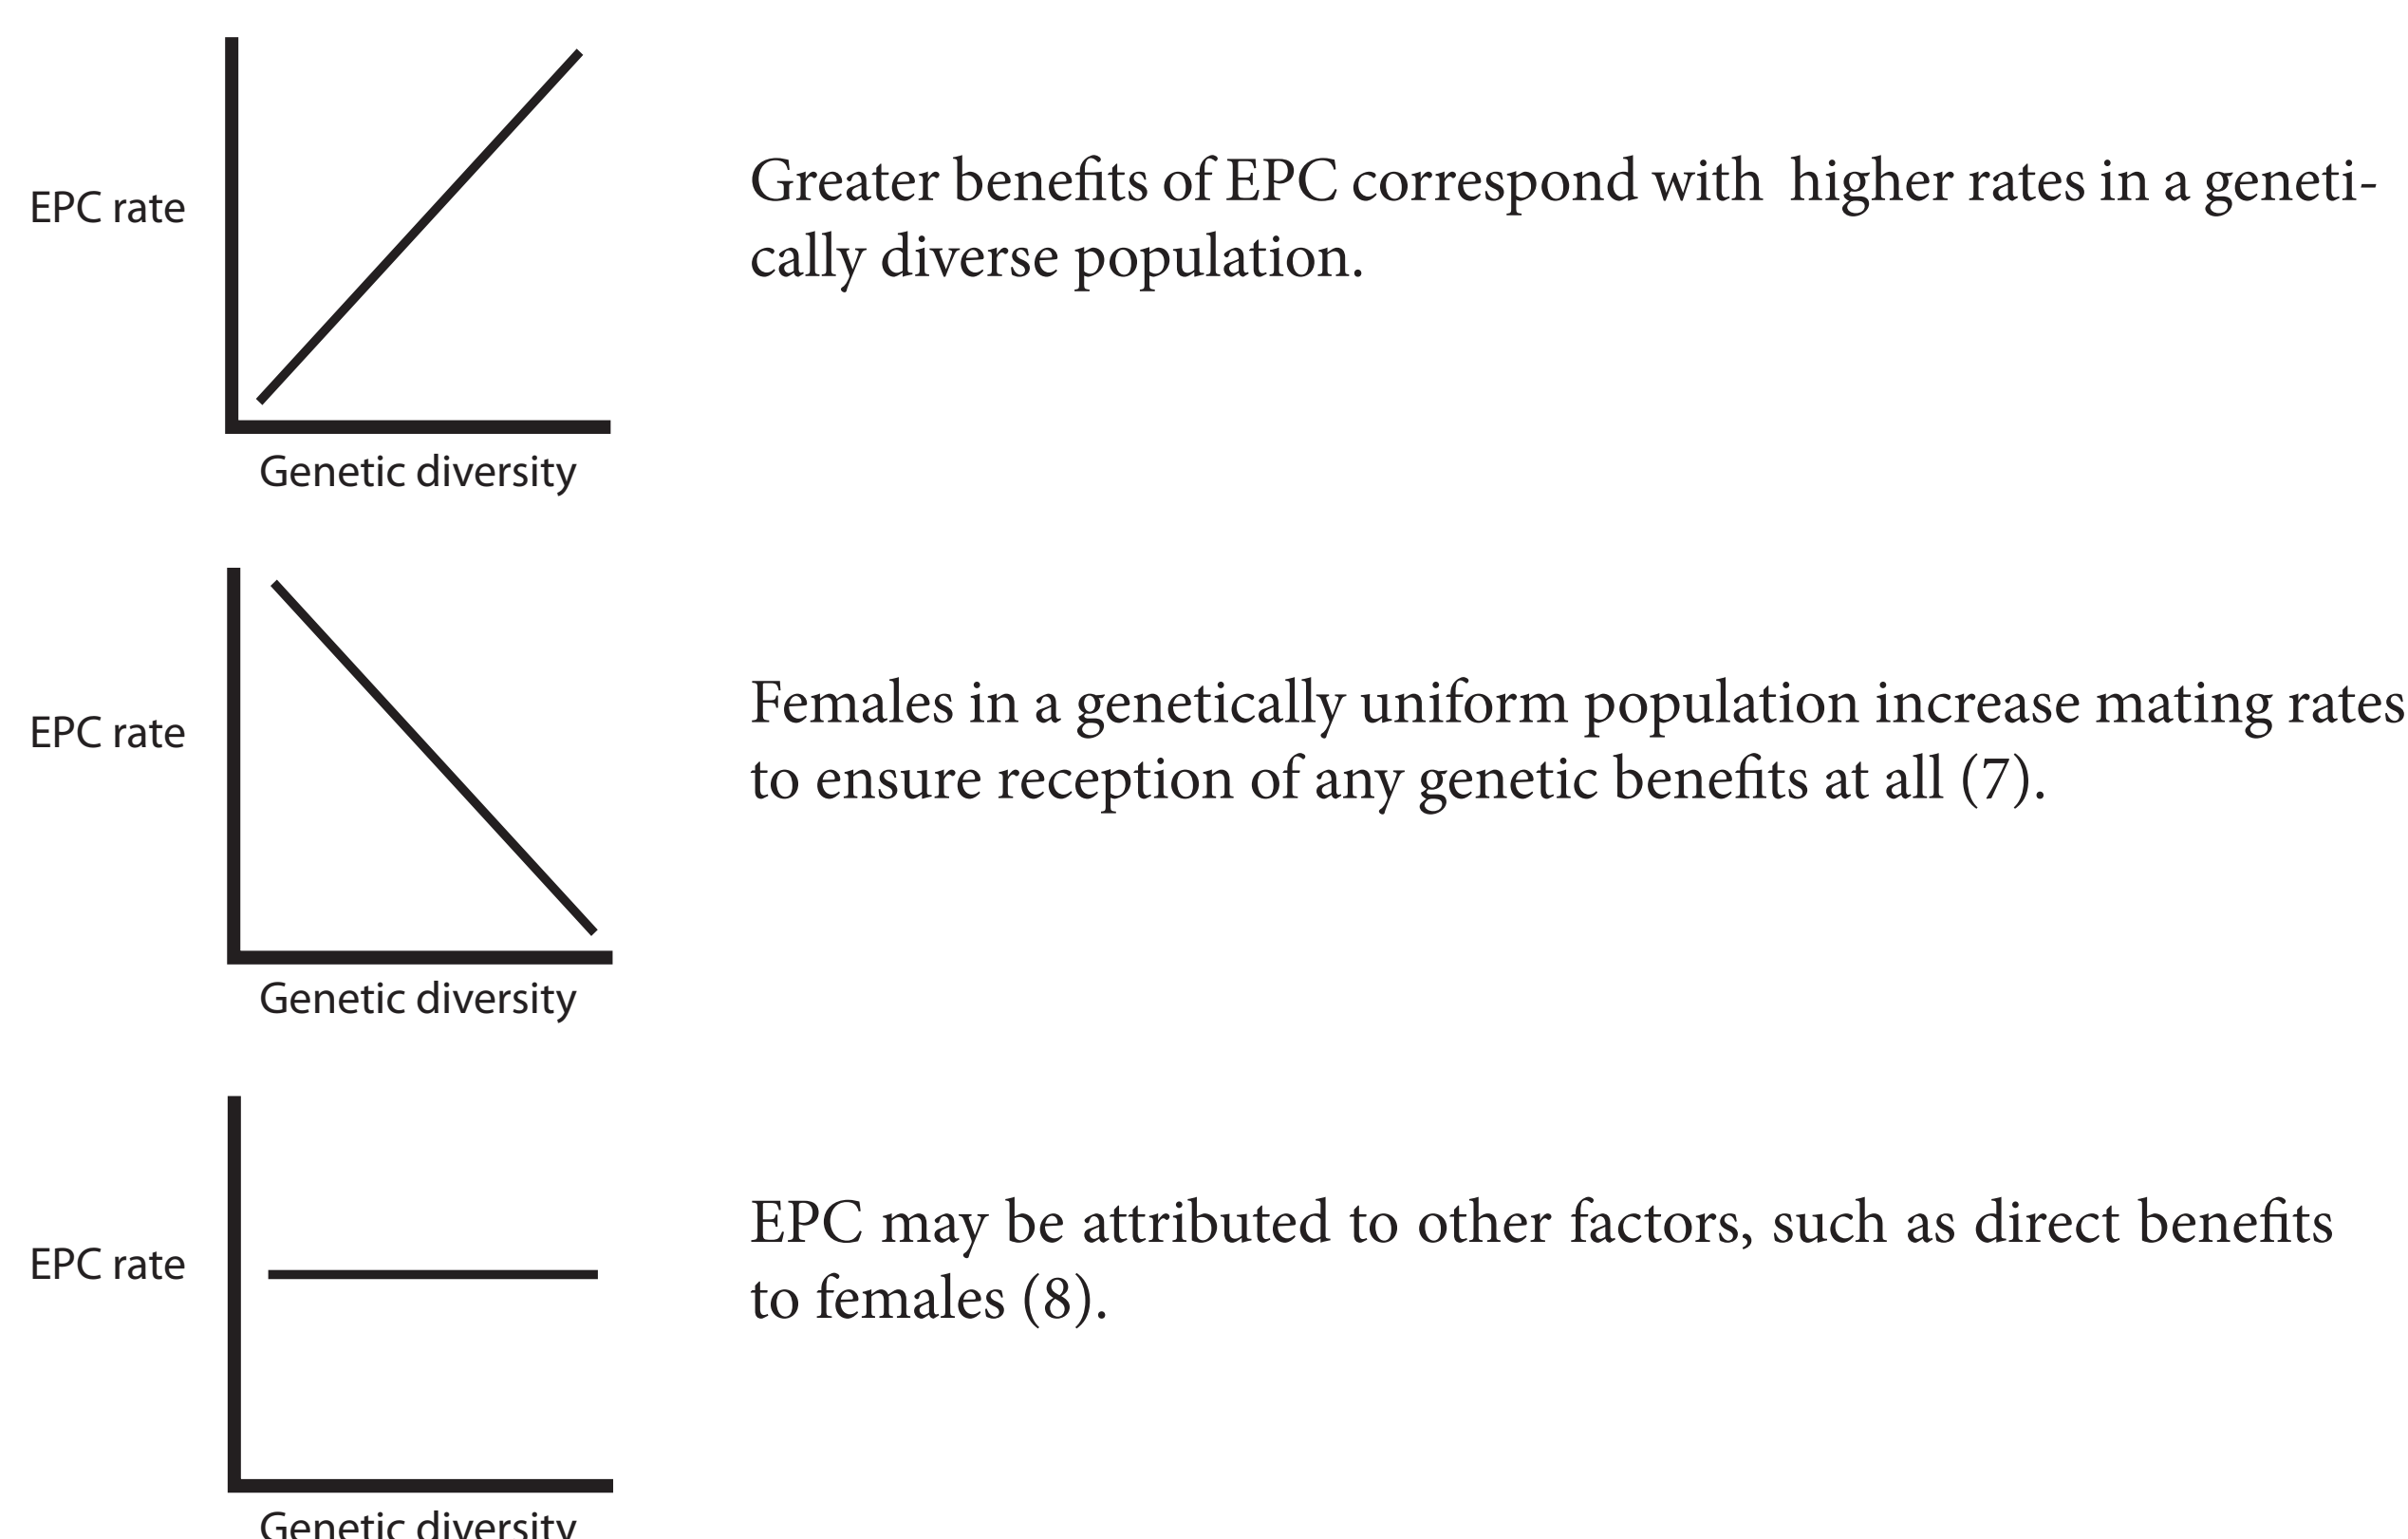 EPC rate
Genetic diversity
Greater benefits of EPC correspond with higher rates in a geneti-
cally diverse population.
EPC rate
Genetic diversity
Females in a genetically uniform population increase mating rates
to ensure reception of any genetic benefits at all (7).
EPC rate
Genetic diversity
EPC may be attributed to other factors, such as direct benefits
to females (8).